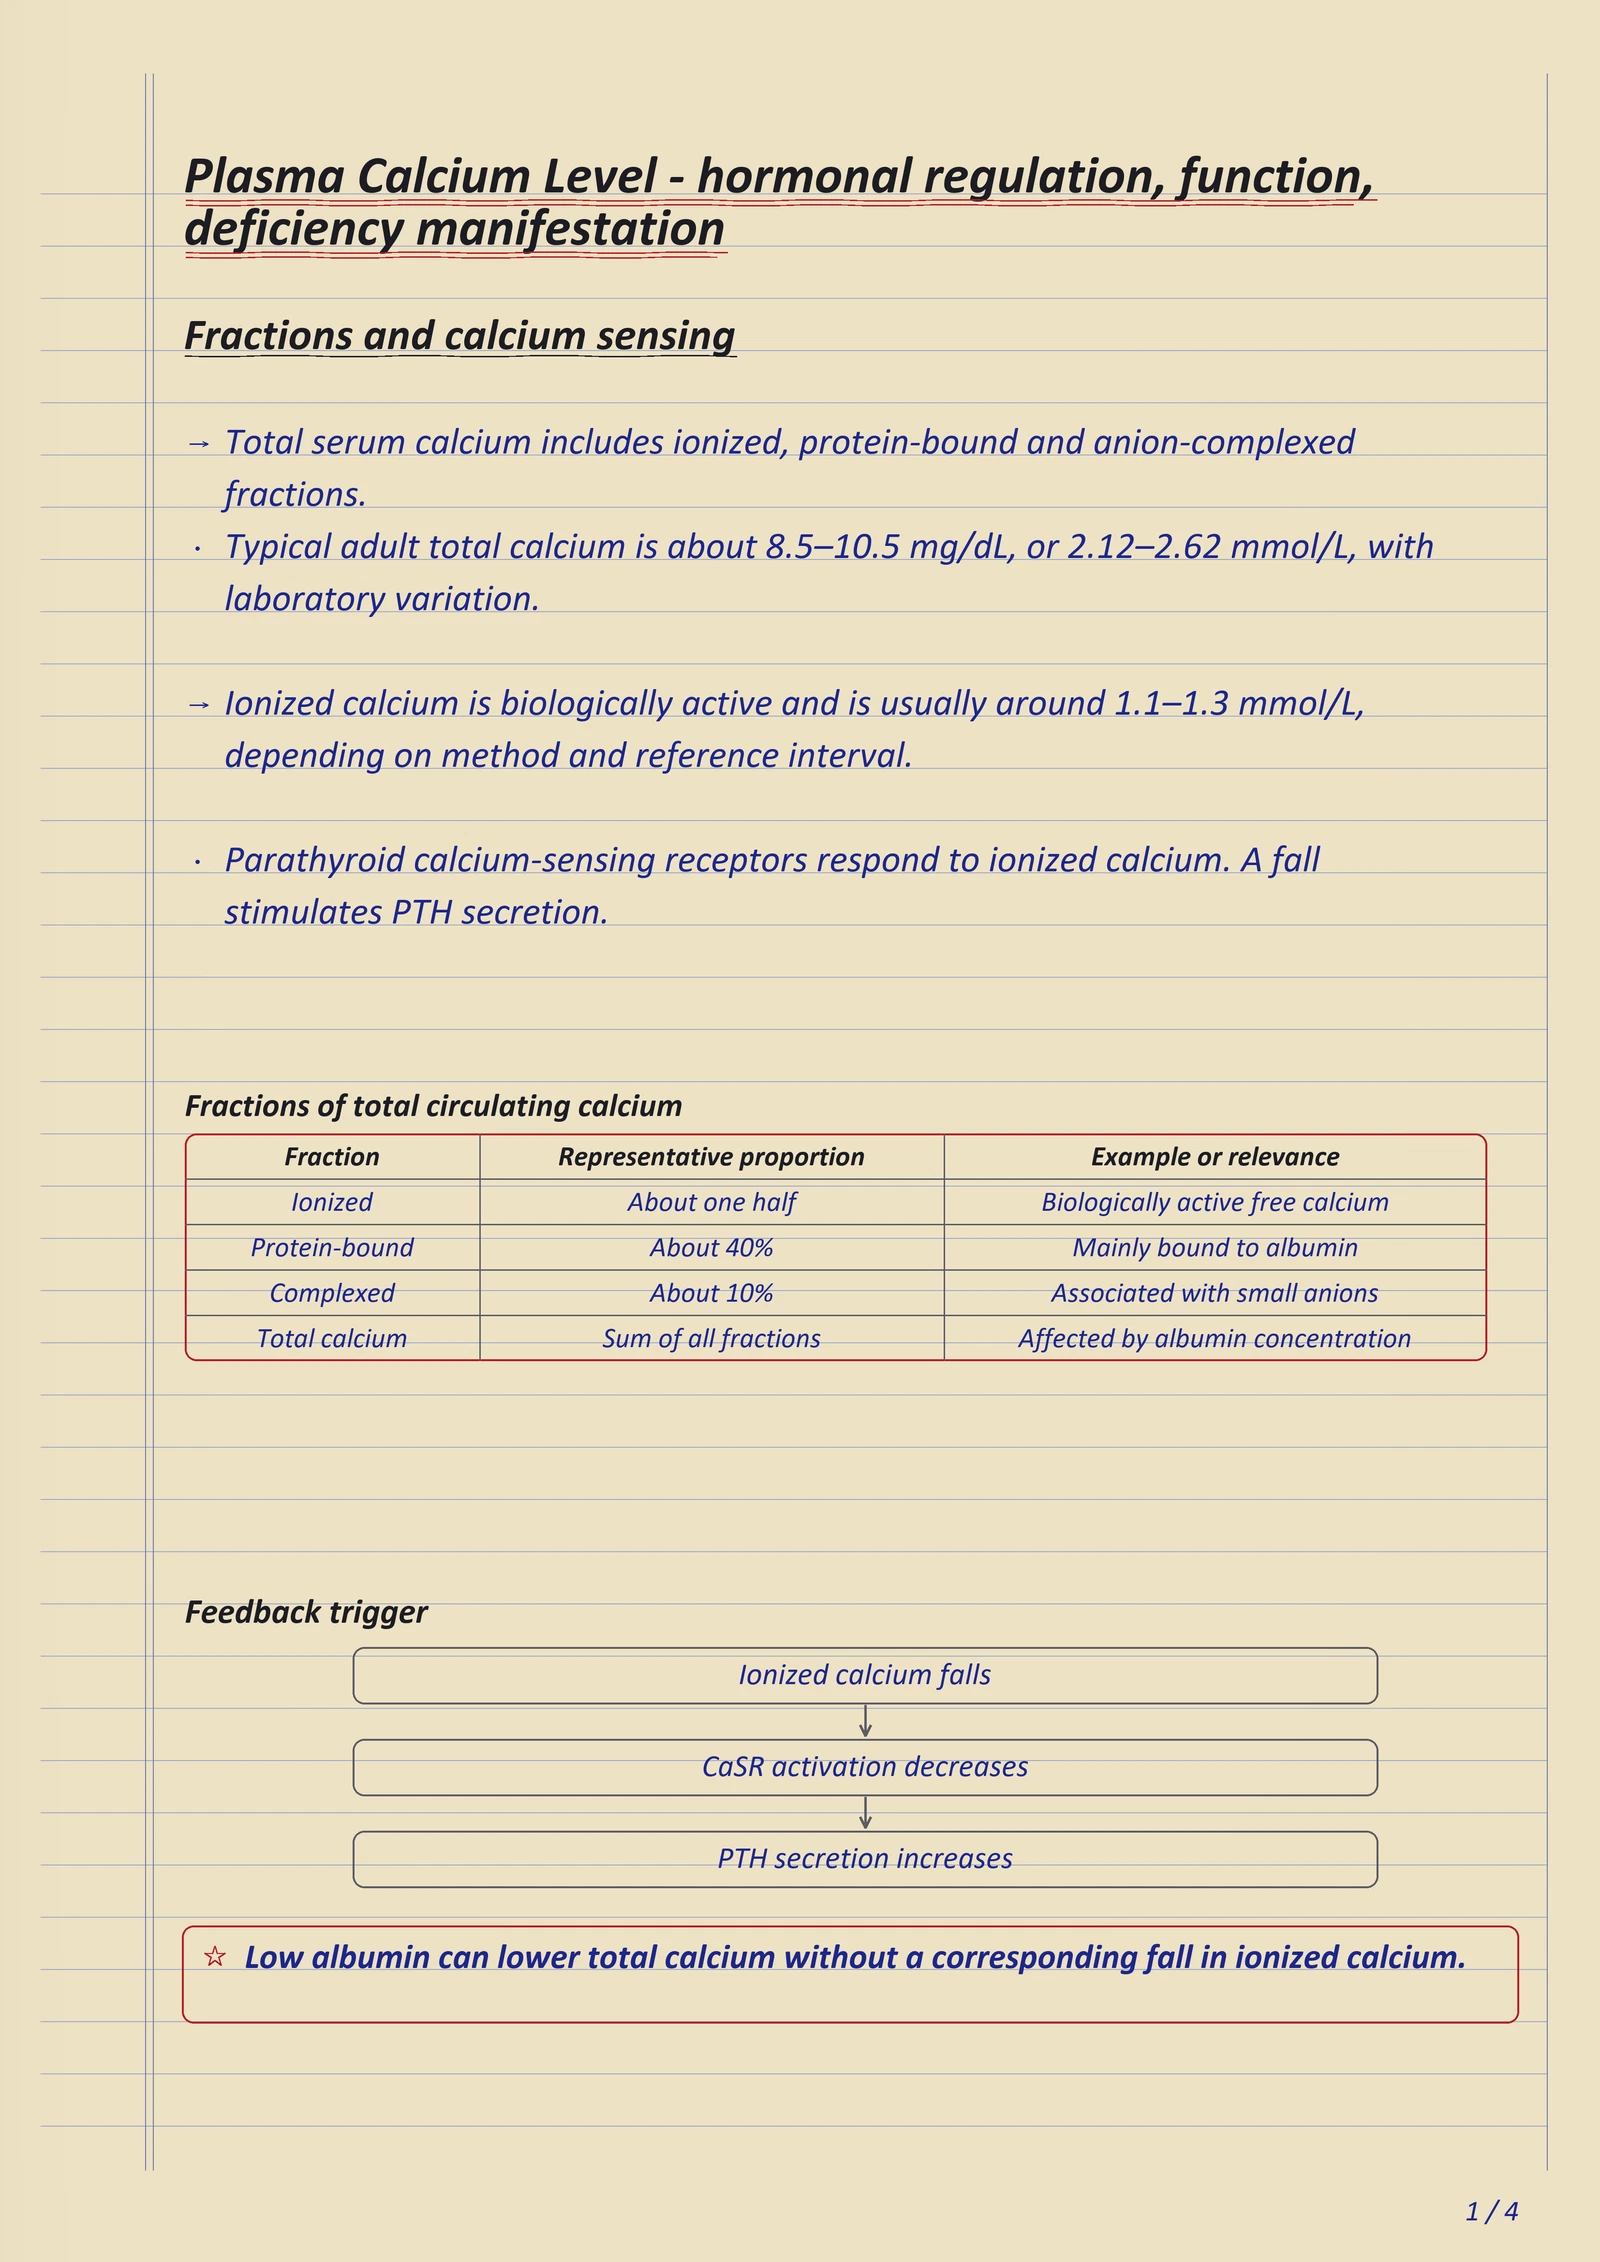 Plasma Calcium Level - hormonal regulation, function,
deficiency manifestation
Fractions and calcium sensing
→ Total serum calcium includes ionized, protein-bound and anion-complexed
fractions.
· Typical adult total calcium is about 8.5–10.5 mg/dL, or 2.12–2.62 mmol/L, with
laboratory variation.
→ Ionized calcium is biologically active and is usually around 1.1–1.3 mmol/L,
depending on method and reference interval.
· Parathyroid calcium-sensing receptors respond to ionized calcium. A fall
stimulates PTH secretion.
Fractions of total circulating calcium
Fraction Representative proportion Example or relevance
Ionized About one half Biologically active free calcium
Protein-bound About 40% Mainly bound to albumin
Complexed About 10% Associated with small anions
Total calcium Sum of all fractions Affected by albumin concentration
Feedback trigger
Ionized calcium falls
↓
CaSR activation decreases
↓
PTH secretion increases
☆ Low albumin can lower total calcium without a corresponding fall in ionized calcium.
1 / 4